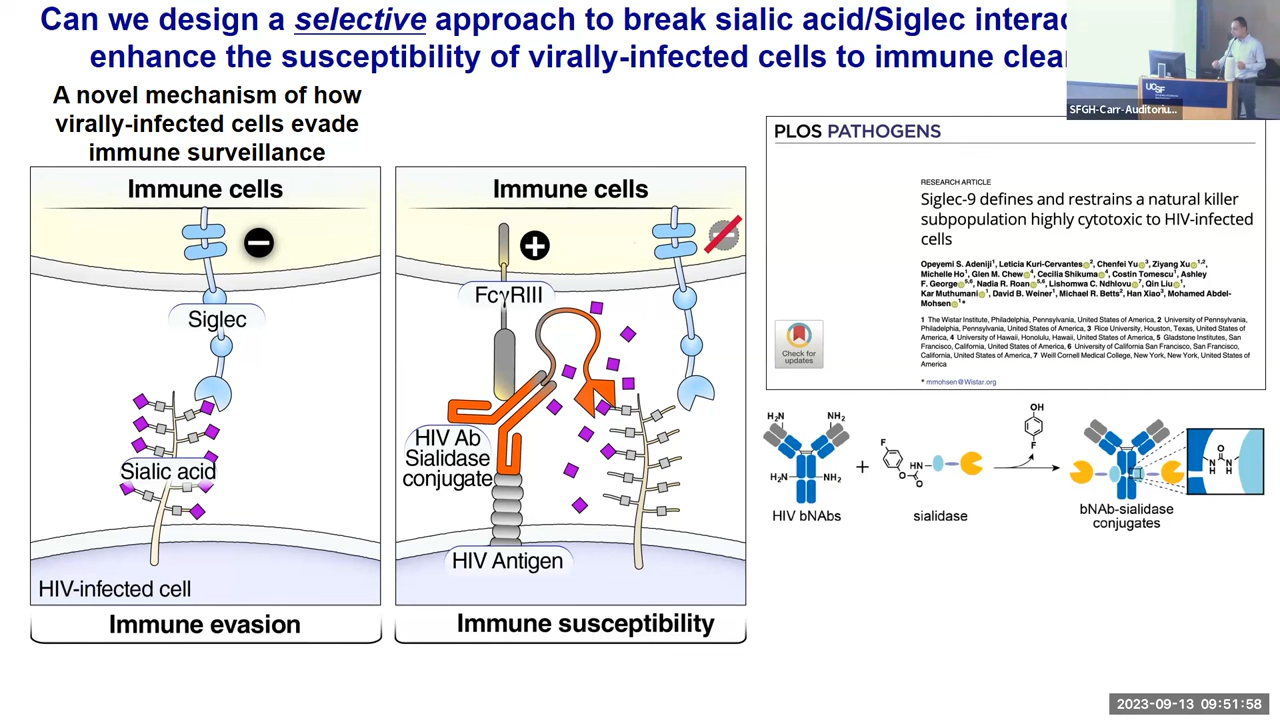 Can we design a selective approach to break sialic acid/Siglec
enhance the susceptibility of virally-infected cells to immune
A novel mechanism of how
virally-infected cells evade
immune surveillance
Immune cells
Siglec
Sialic acid
HIV-infected cell
Immune evasion
Immune cells
FcγRIII
HIV Ab
Sialidase
conjugate
HIV Antigen
Immune susceptibility
UCSF
SFGH-Carr-Auditoriu...
PLOS PATHOGENS
RESEARCH ARTICLE
Siglec-9 defines and restrains a natural killer
subpopulation highly cytotoxic to HIV-infected
cells
Opeyemi S. Adeniji1, Leticia Kuri-Cervantes2, Chenfei Yu3, Ziyang Xu1,2,
Michelle Ho1, Glen M. Chew4, Cecilia Shikuma4, Costin Tomescu1, Ashley
F. George5,6, Nadia R. Roan5,6, Lishomwa C. Ndhlovu7, Qin Liu1,
Kar Muthumani1, David B. Weiner1, Michael R. Betts2, Han Xiao3, Mohamed Abdel-
Mohsen1*
1 The Wistar Institute, Philadelphia, Pennsylvania, United States of America, 2 University of Pennsylvania,
Philadelphia, Pennsylvania, United States of America, 3 Rice University, Houston, Texas, United States of
America, 4 University of Hawaii, Honolulu, Hawaii, United States of America, 5 Gladstone Institutes, San
Francisco, California, United States of America, 6 University of California San Francisco, San Francisco,
California, United States of America, 7 Weill Cornell Medical College, New York, New York, United States of
America
* mmohsen@Wistar.org
Check for
updates
H2N NH2
H2N NH2
HIV bNAbs
+
F
HN
O
O
sialidase
OH
F
O
N N
H H
bNAb-sialidase
conjugates
2023-09-13 09:51:58